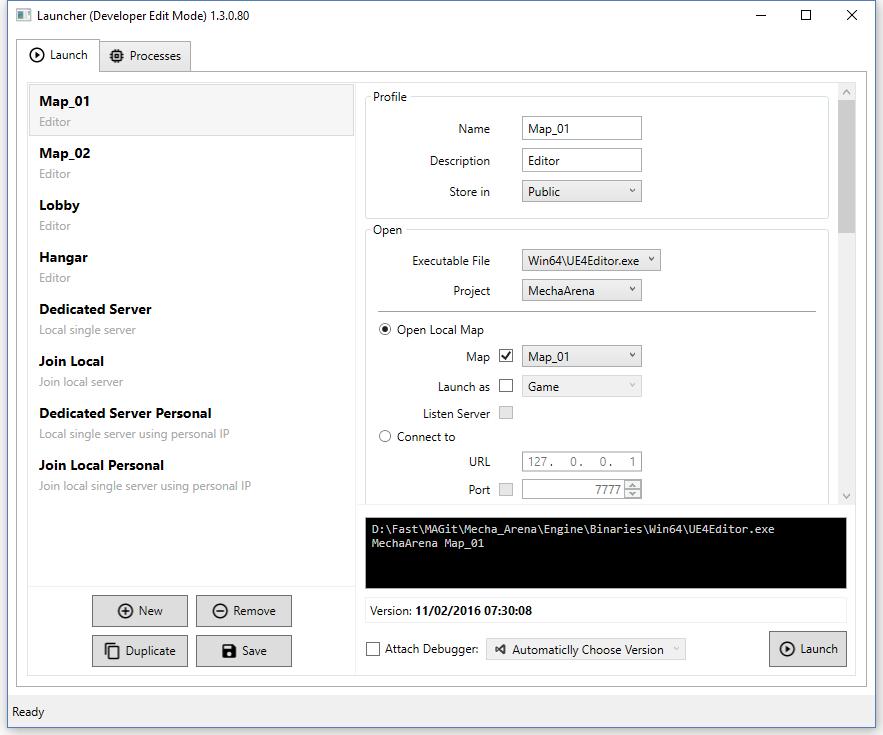 Launcher (Developer Edit Mode) 1.3.0.80
Launch
Processes
Map_01
Editor
Map_02
Editor
Lobby
Editor
Hangar
Editor
Dedicated Server
Local single server
Join Local
Join local server
Dedicated Server Personal
Local single server using personal IP
Join Local Personal
Join local single server using personal IP
New
Remove
Duplicate
Save
Profile
Name
Map_01
Description
Editor
Store in
Public
Open
Executable File
Win64\UE4Editor.exe
Project
MechaArena
Open Local Map
Map
Map_01
Launch as
Game
Listen Server
Connect to
URL
127. 0. 0. 1
Port
7777
D:\Fast\MAGit\Mecha_Arena\Engine\Binaries\Win64\UE4Editor.exe
MechaArena Map_01
Version: 11/02/2016 07:30:08
Attach Debugger:
Automaticlly Choose Version
Launch
Ready